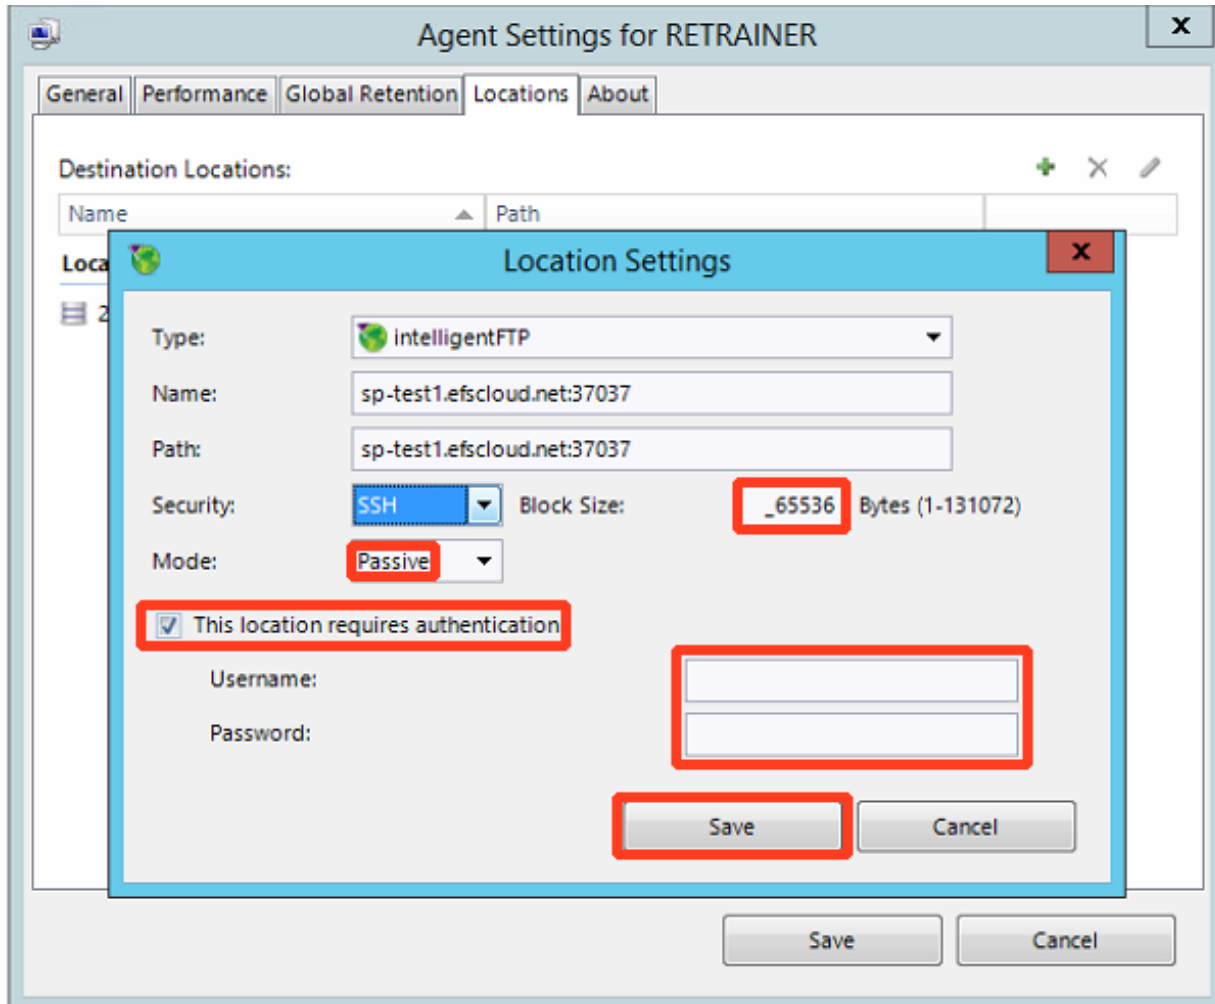 Agent Settings for RETRAINER
X
General Performance Global Retention Locations About
Destination Locations:
Name Path
Loca
2
Location Settings
X
Type: intelligentFTP
Name: sp-test1.efscloud.net:37037
Path: sp-test1.efscloud.net:37037
Security: SSH Block Size: _65536 Bytes (1-131072)
Mode: Passive
This location requires authentication
Username:
Password:
Save Cancel
Save Cancel